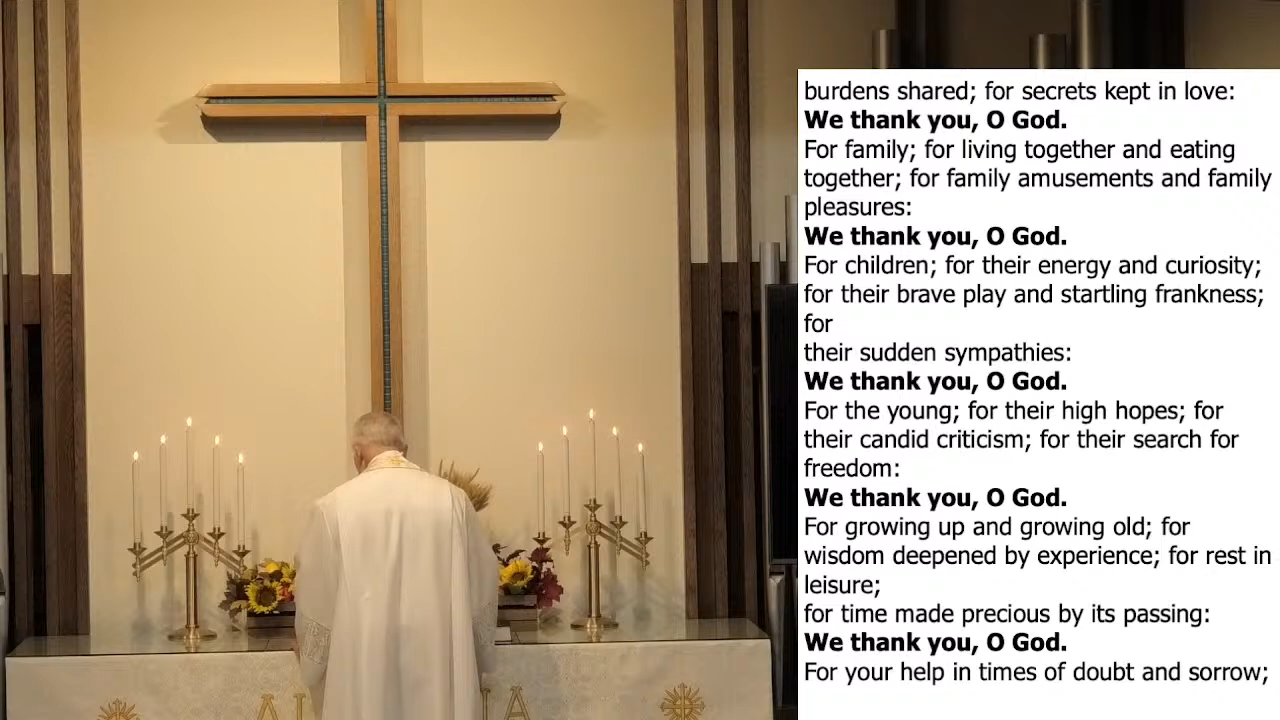 burdens shared; for secrets kept in love:
We thank you, O God.
For family; for living together and eating
together; for family amusements and family
pleasures:
We thank you, O God.
For children; for their energy and curiosity;
for their brave play and startling frankness;
for
their sudden sympathies:
We thank you, O God.
For the young; for their high hopes; for
their candid criticism; for their search for
freedom:
We thank you, O God.
For growing up and growing old; for
wisdom deepened by experience; for rest in
leisure;
for time made precious by its passing:
We thank you, O God.
For your help in times of doubt and sorrow;